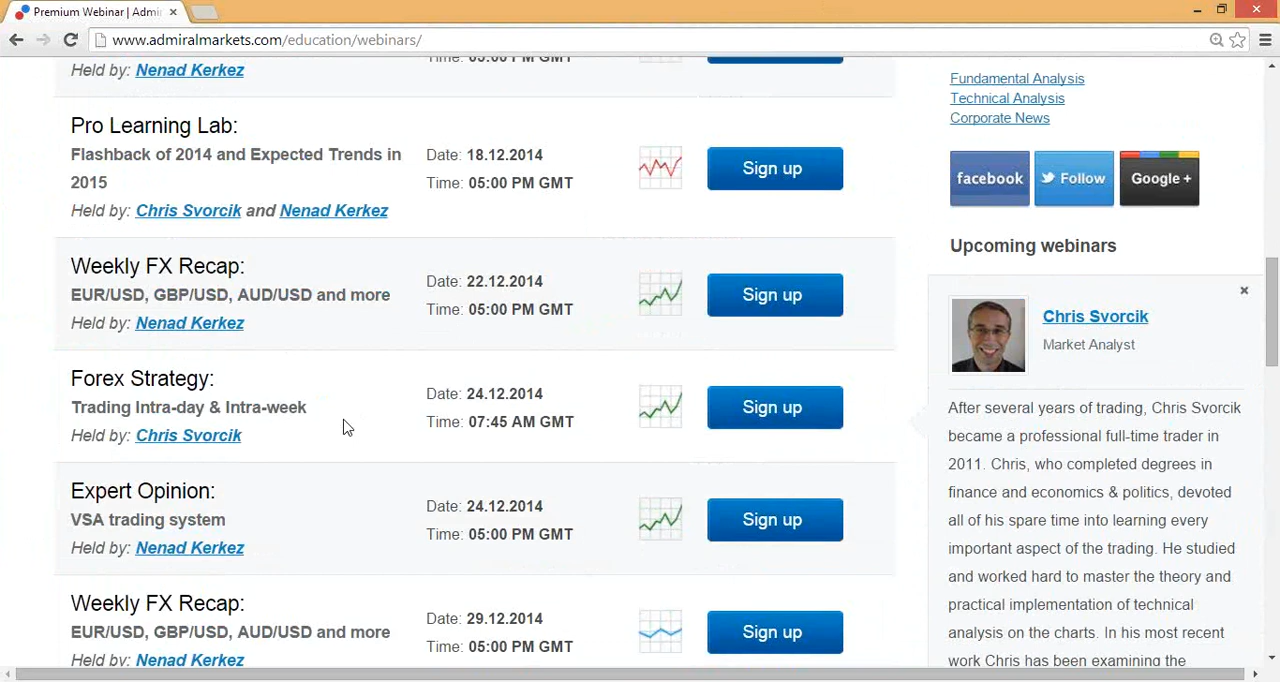 Premium Webinar | Admi
www.admiralmarkets.com/education/webinars/
Held by: Nenad Kerkez
Pro Learning Lab:
Flashback of 2014 and Expected Trends in
2015
Held by: Chris Svorcik and Nenad Kerkez
Date: 18.12.2014
Time: 05:00 PM GMT
Sign up
Weekly FX Recap:
EUR/USD, GBP/USD, AUD/USD and more
Held by: Nenad Kerkez
Date: 22.12.2014
Time: 05:00 PM GMT
Sign up
Forex Strategy:
Trading Intra-day & Intra-week
Held by: Chris Svorcik
Date: 24.12.2014
Time: 07:45 AM GMT
Sign up
Expert Opinion:
VSA trading system
Held by: Nenad Kerkez
Date: 24.12.2014
Time: 05:00 PM GMT
Sign up
Weekly FX Recap:
EUR/USD, GBP/USD, AUD/USD and more
Held by: Nenad Kerkez
Date: 29.12.2014
Time: 05:00 PM GMT
Sign up
Fundamental Analysis
Technical Analysis
Corporate News
facebook
Follow
Google +
Upcoming webinars
Chris Svorcik
Market Analyst
After several years of trading, Chris Svorcik
became a professional full-time trader in
2011. Chris, who completed degrees in
finance and economics & politics, devoted
all of his spare time into learning every
important aspect of the trading. He studied
and worked hard to master the theory and
practical implementation of technical
analysis on the charts. In his most recent
work Chris has been examining the